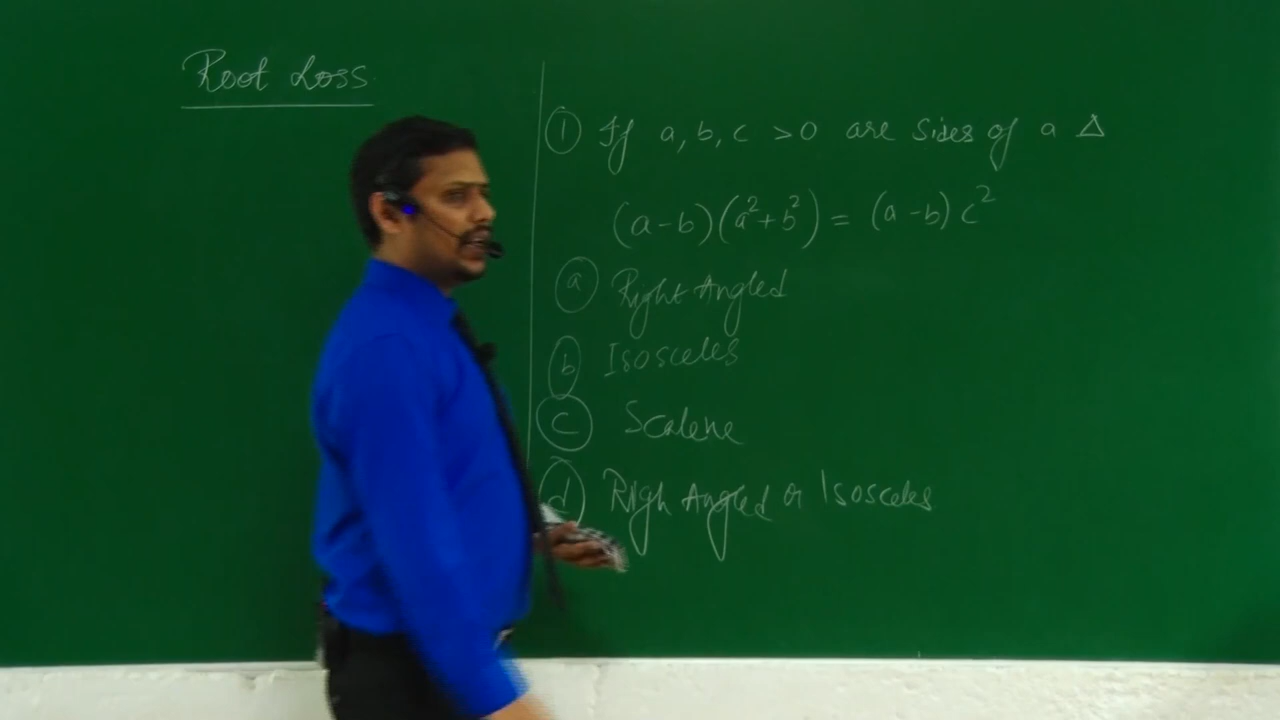 Root Loss
① If a, b, c > 0 are sides of a Δ
(a-b)(a²+b²) = (a-b) c²
ⓐ Right Angled
ⓑ Isosceles
ⓒ Scalene
ⓓ Righ Angled or Isosceles